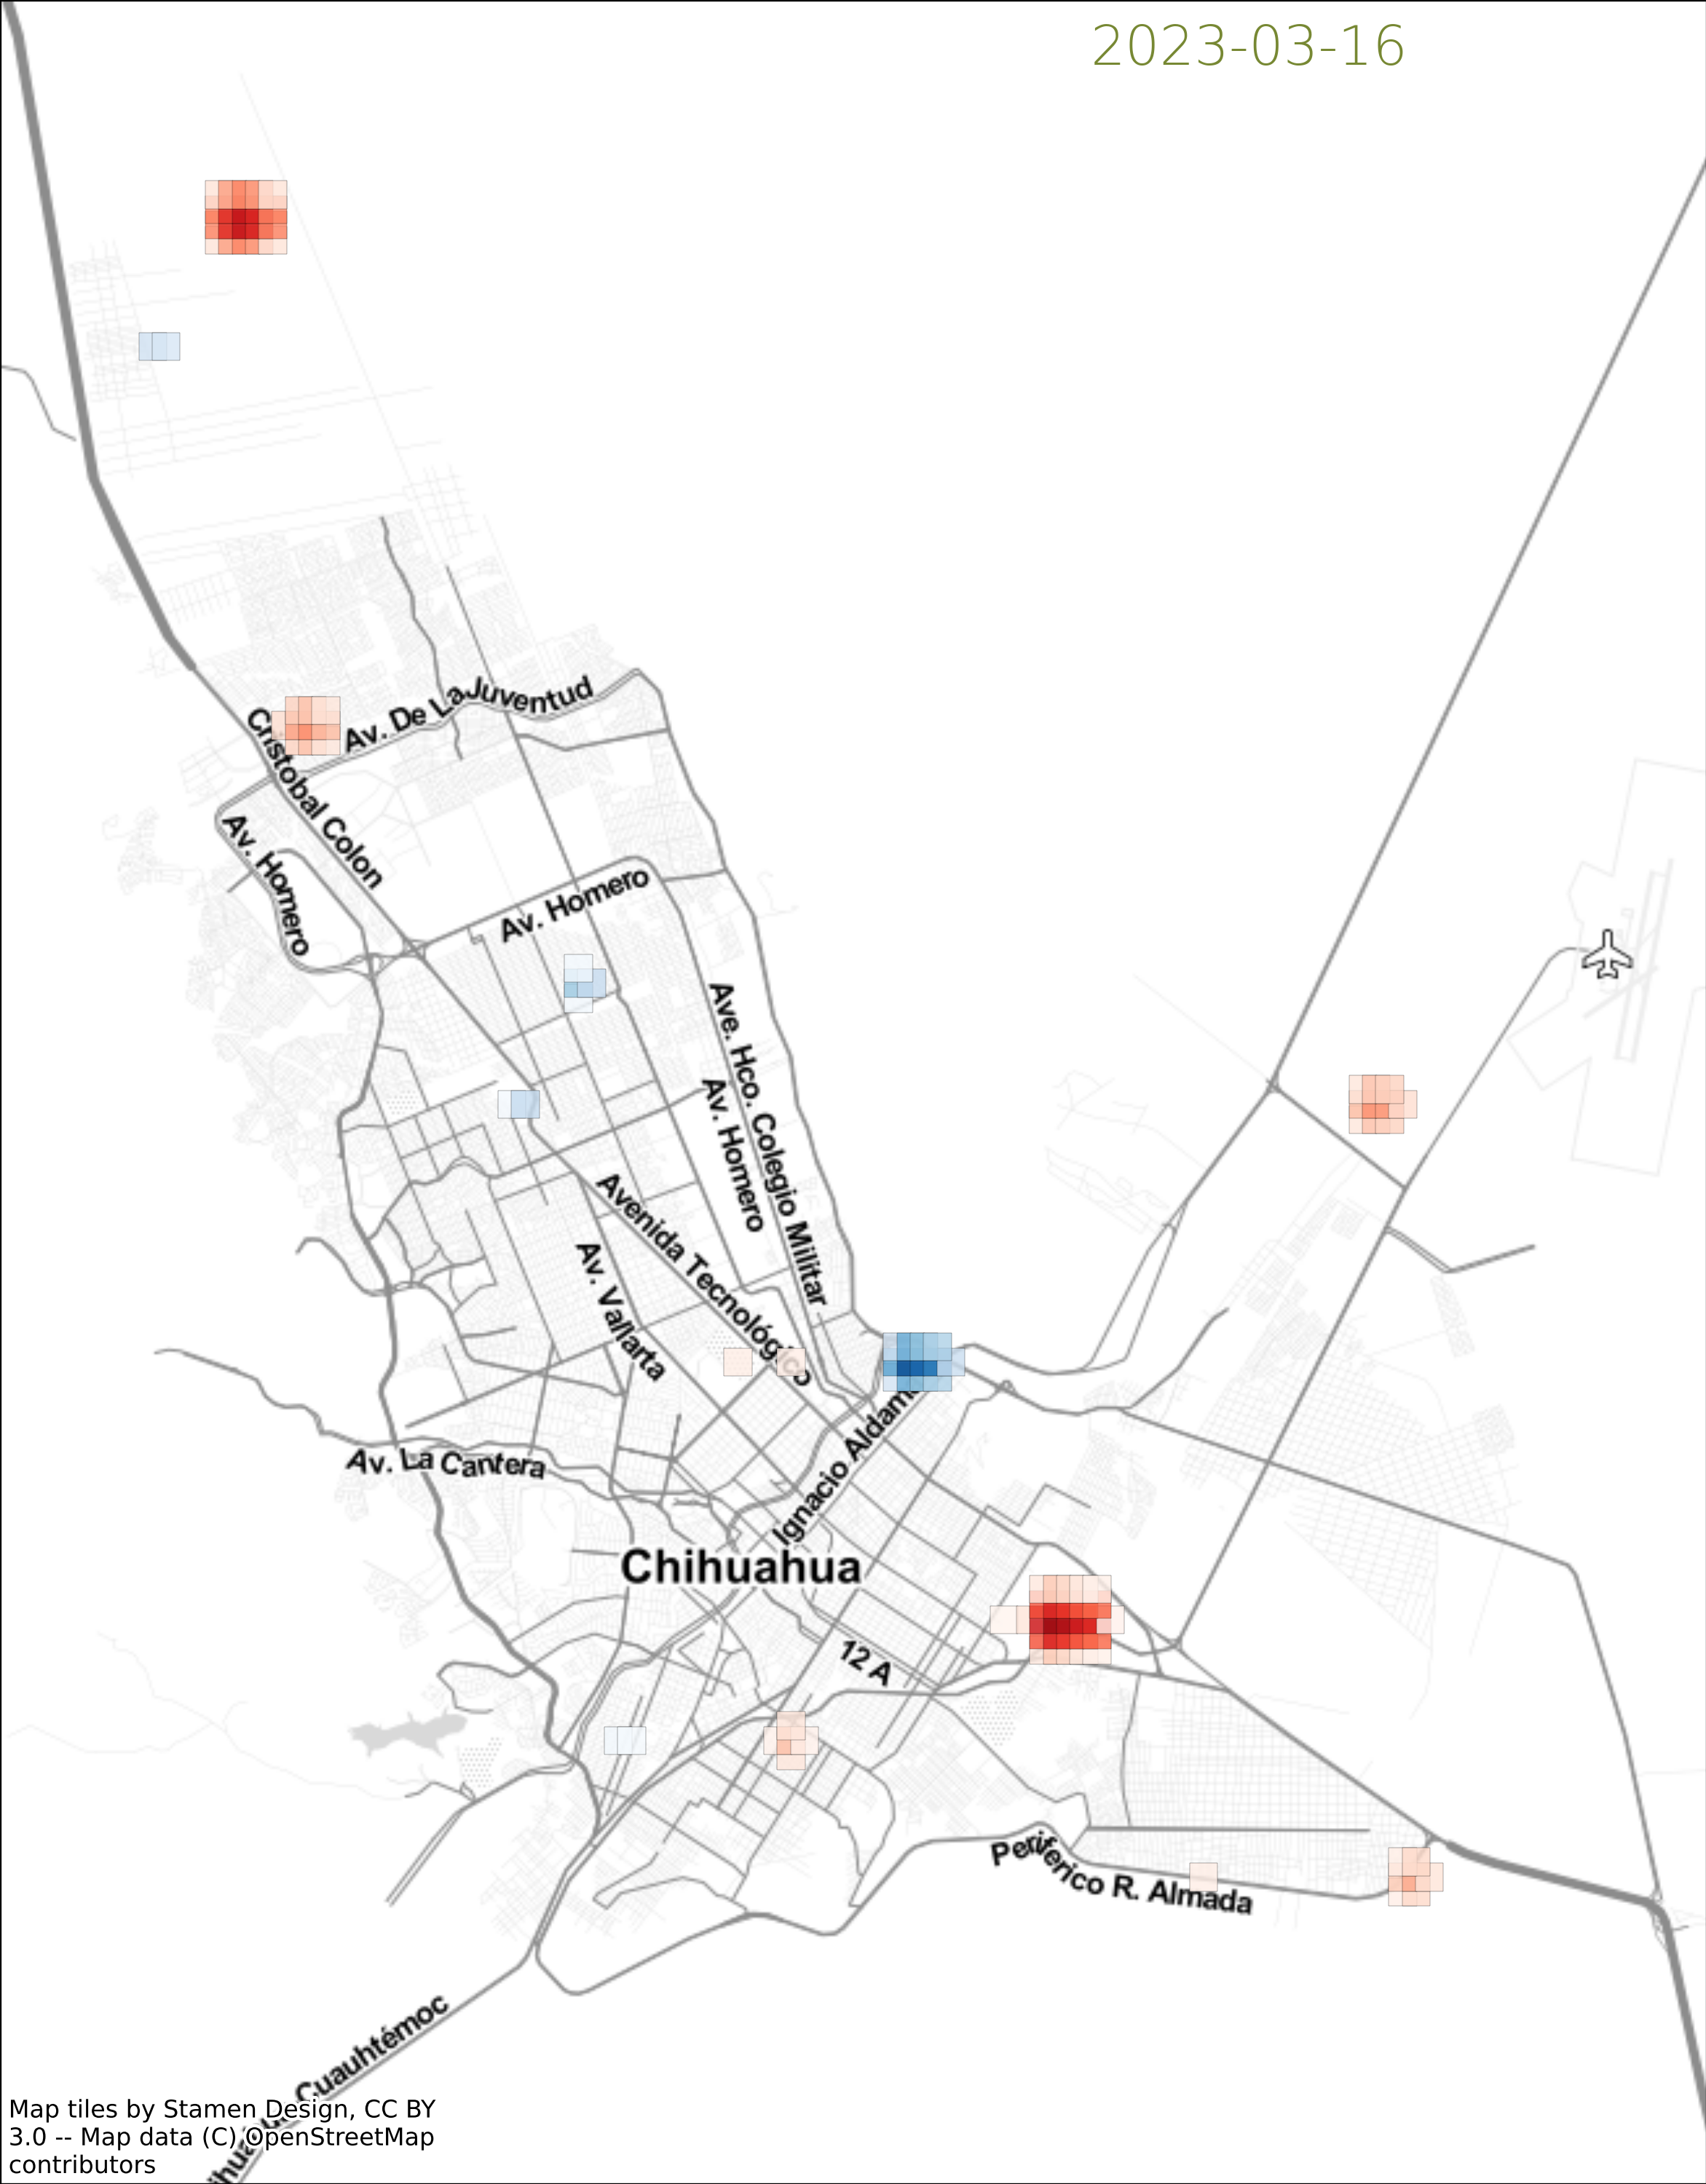 2023-03-16
Av. De La Juventud
Cristobal Colon
Av. Homero
Av. Homero
Ave. Hco. Colegio Militar
Av. Homero
Avenida Tecnológico
Av. Vallarta
Av. La Cantera
Ignacio Aldama
Chihuahua
12 A
Periferico R. Almada
Cuauhtémoc
Map tiles by Stamen Design, CC BY
3.0 -- Map data (C) OpenStreetMap
contributors